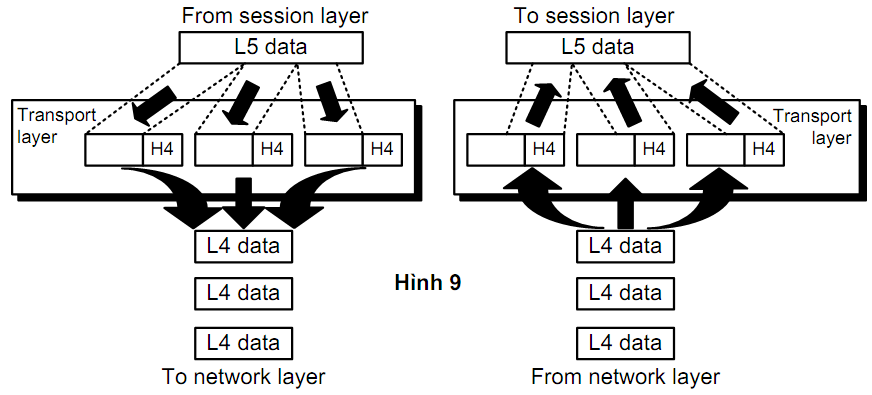 From session layer
L5 data
Transport
layer
H4
H4
H4
L4 data
L4 data
L4 data
To network layer
To session layer
L5 data
Transport
layer
H4
H4
H4
L4 data
L4 data
L4 data
From network layer
Hình 9